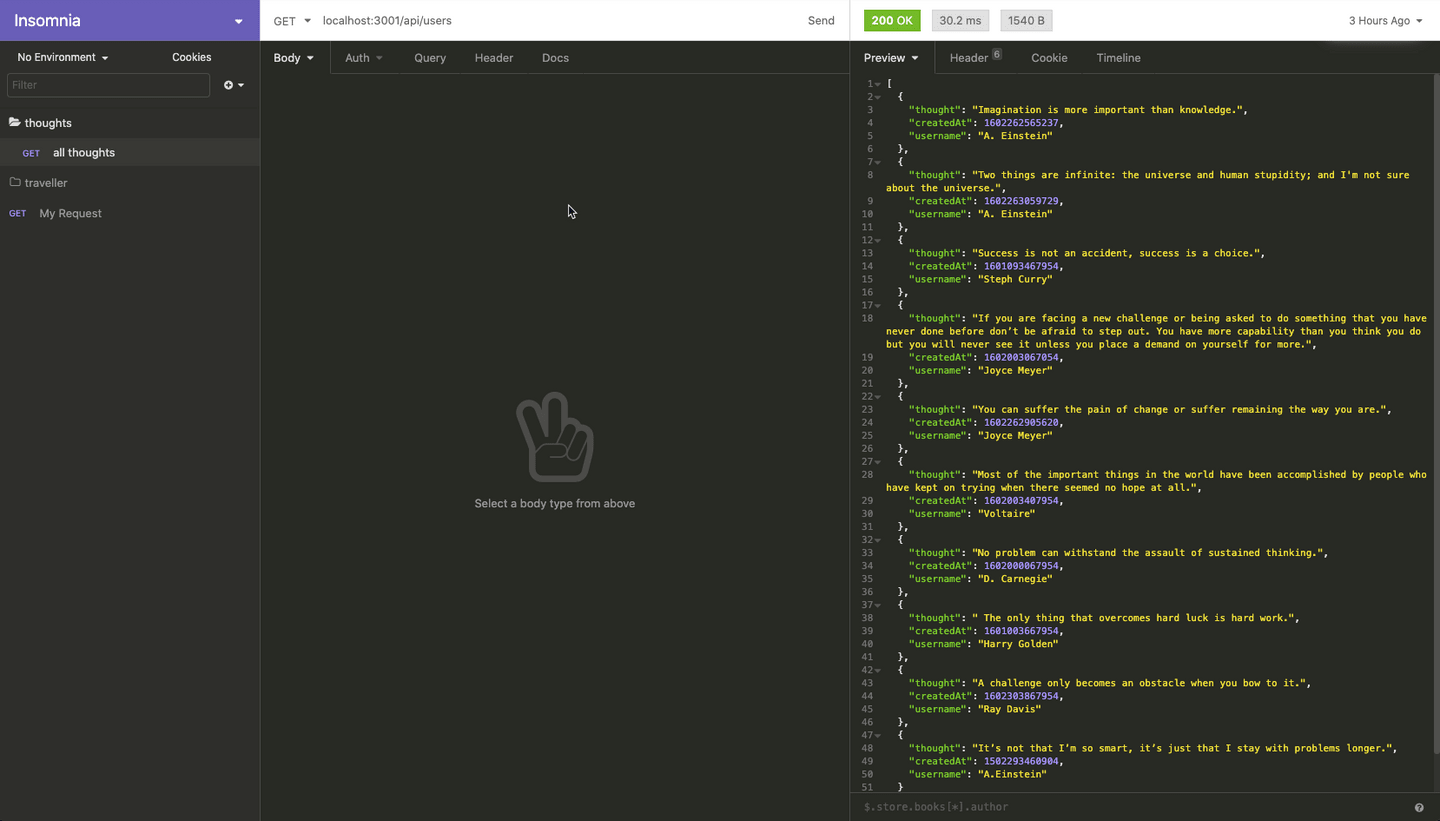 Insomnia
GET localhost:3001/api/users Send
200 OK 30.2 ms 1540 B 3 Hours Ago
No Environment Cookies
Filter
thoughts
GET all thoughts
traveller
GET My Request
Body Auth Query Header Docs
Select a body type from above
Preview Header 6 Cookie Timeline
1 [
2 {
3 "thought": "Imagination is more important than knowledge.",
4 "createdAt": 1602262565237,
5 "username": "A. Einstein"
6 },
7 {
8 "thought": "Two things are infinite: the universe and human stupidity; and I'm not sure
about the universe.",
9 "createdAt": 1602263059729,
10 "username": "A. Einstein"
11 },
12 {
13 "thought": "Success is not an accident, success is a choice.",
14 "createdAt": 1601093467954,
15 "username": "Steph Curry"
16 },
17 {
18 "thought": "If you are facing a new challenge or being asked to do something that you have
never done before don’t be afraid to step out. You have more capability than you think you do
but you will never see it unless you place a demand on yourself for more.",
19 "createdAt": 1602003067054,
20 "username": "Joyce Meyer"
21 },
22 {
23 "thought": "You can suffer the pain of change or suffer remaining the way you are.",
24 "createdAt": 1602262905620,
25 "username": "Joyce Meyer"
26 },
27 {
28 "thought": "Most of the important things in the world have been accomplished by people who
have kept on trying when there seemed no hope at all.",
29 "createdAt": 1602003407954,
30 "username": "Voltaire"
31 },
32 {
33 "thought": "No problem can withstand the assault of sustained thinking.",
34 "createdAt": 1602000067954,
35 "username": "D. Carnegie"
36 },
37 {
38 "thought": " The only thing that overcomes hard luck is hard work.",
39 "createdAt": 1601003667954,
40 "username": "Harry Golden"
41 },
42 {
43 "thought": "A challenge only becomes an obstacle when you bow to it.",
44 "createdAt": 1602303867954,
45 "username": "Ray Davis"
46 },
47 {
48 "thought": "It’s not that I’m so smart, it’s just that I stay with problems longer.",
49 "createdAt": 1502293460904,
50 "username": "A.Einstein"
51 }
$.store.books[*].author